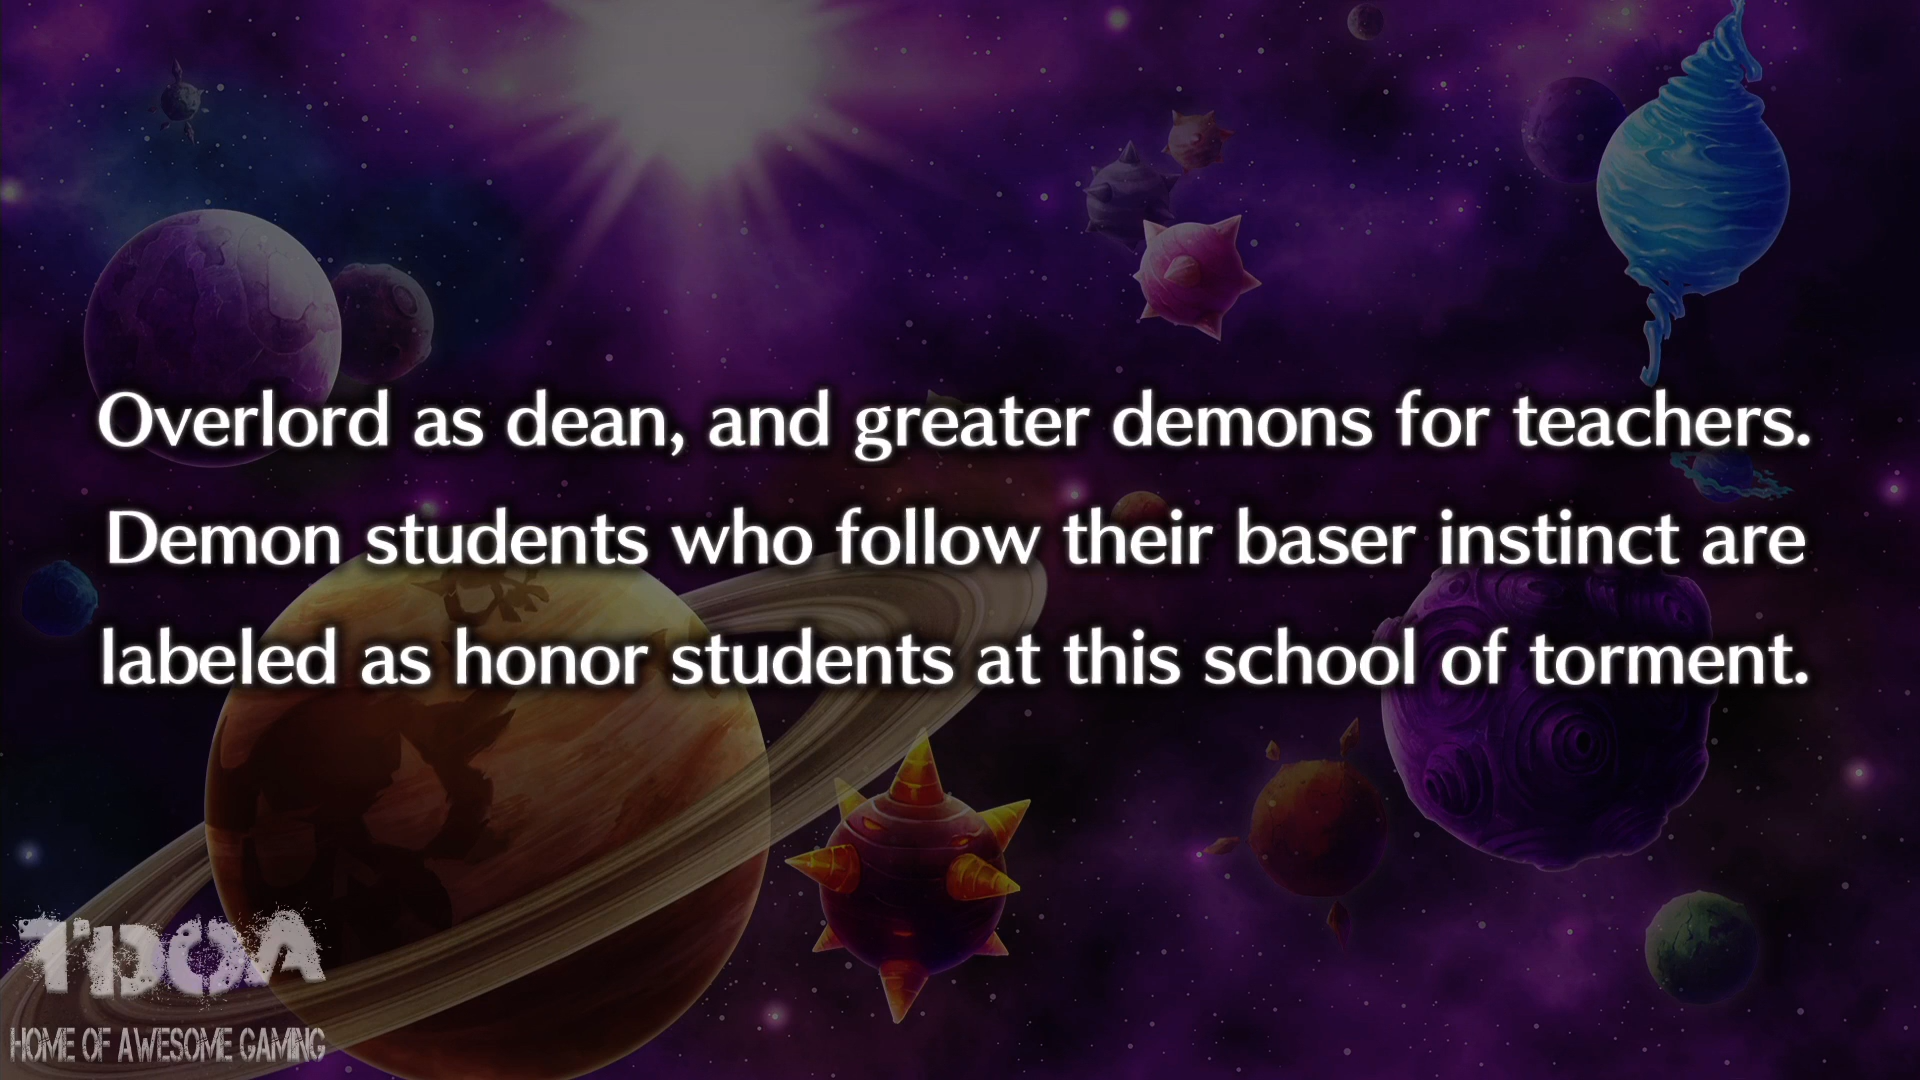 Overlord as dean, and greater demons for teachers.
Demon students who follow their baser instinct are
labeled as honor students at this school of torment.
TDOA
HOME OF AWESOME GAMING